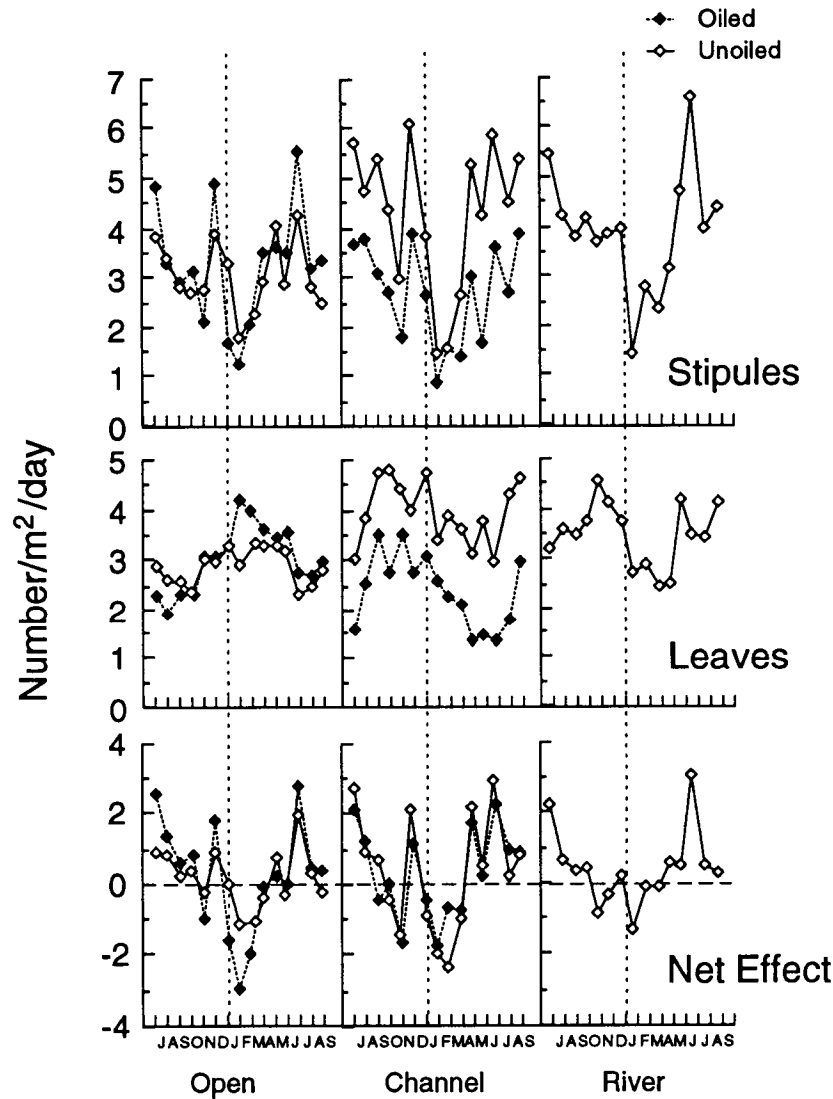 Oiled
Unoiled
Number/m²/day
7
6
5
4
3
2
1
0
Stipules
5
4
3
2
1
0
Leaves
4
2
0
-2
-4
Net Effect
JASONDJFMAMJJAS JASONDJFMAMJJAS JASONDJFMAMJJAS
Open Channel River